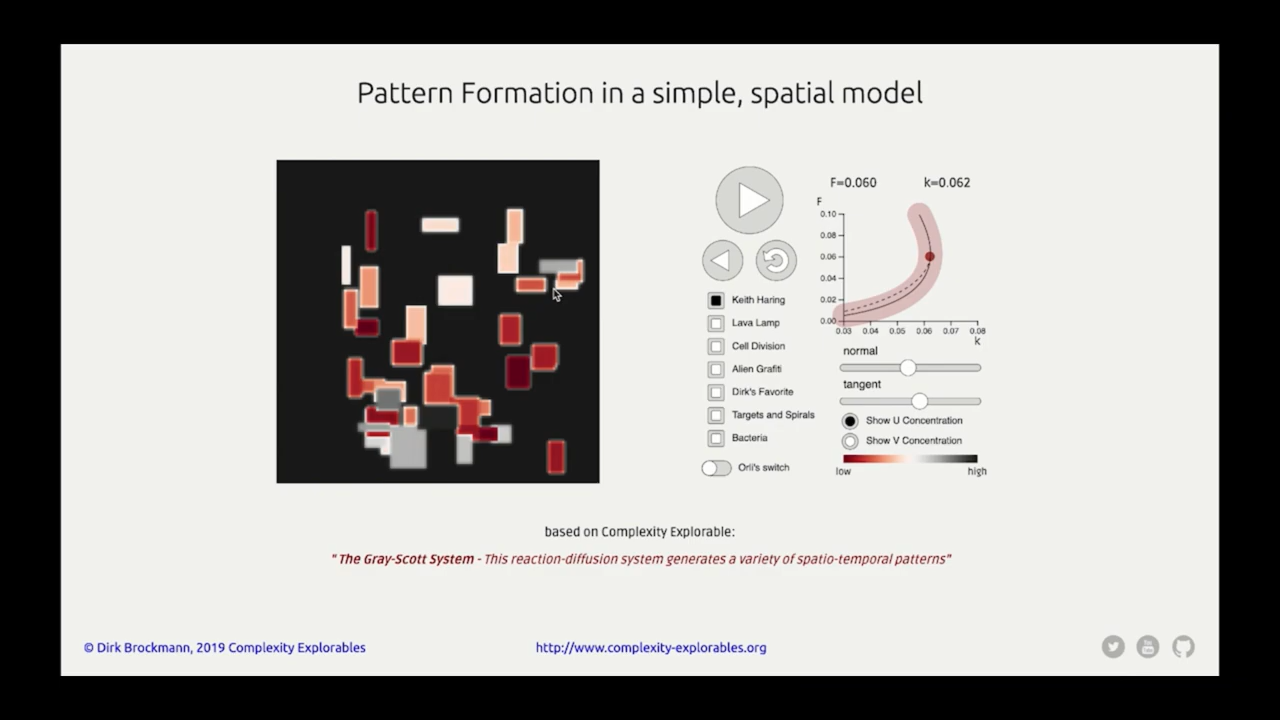 Pattern Formation in a simple, spatial model
F=0.060
k=0.062
F
0.10
0.08
0.06
0.04
0.02
0.00
0.03 0.04 0.05 0.06 0.07 0.08
k
Keith Haring
Lava Lamp
Cell Division
Alien Grafiti
Dirk's Favorite
Targets and Spirals
Bacteria
Orli's switch
normal
tangent
Show U Concentration
Show V Concentration
low high
based on Complexity Explorable:
"The Gray-Scott System - This reaction-diffusion system generates a variety of spatio-temporal patterns"
© Dirk Brockmann, 2019 Complexity Explorables
http://www.complexity-explorables.org
You
Tube